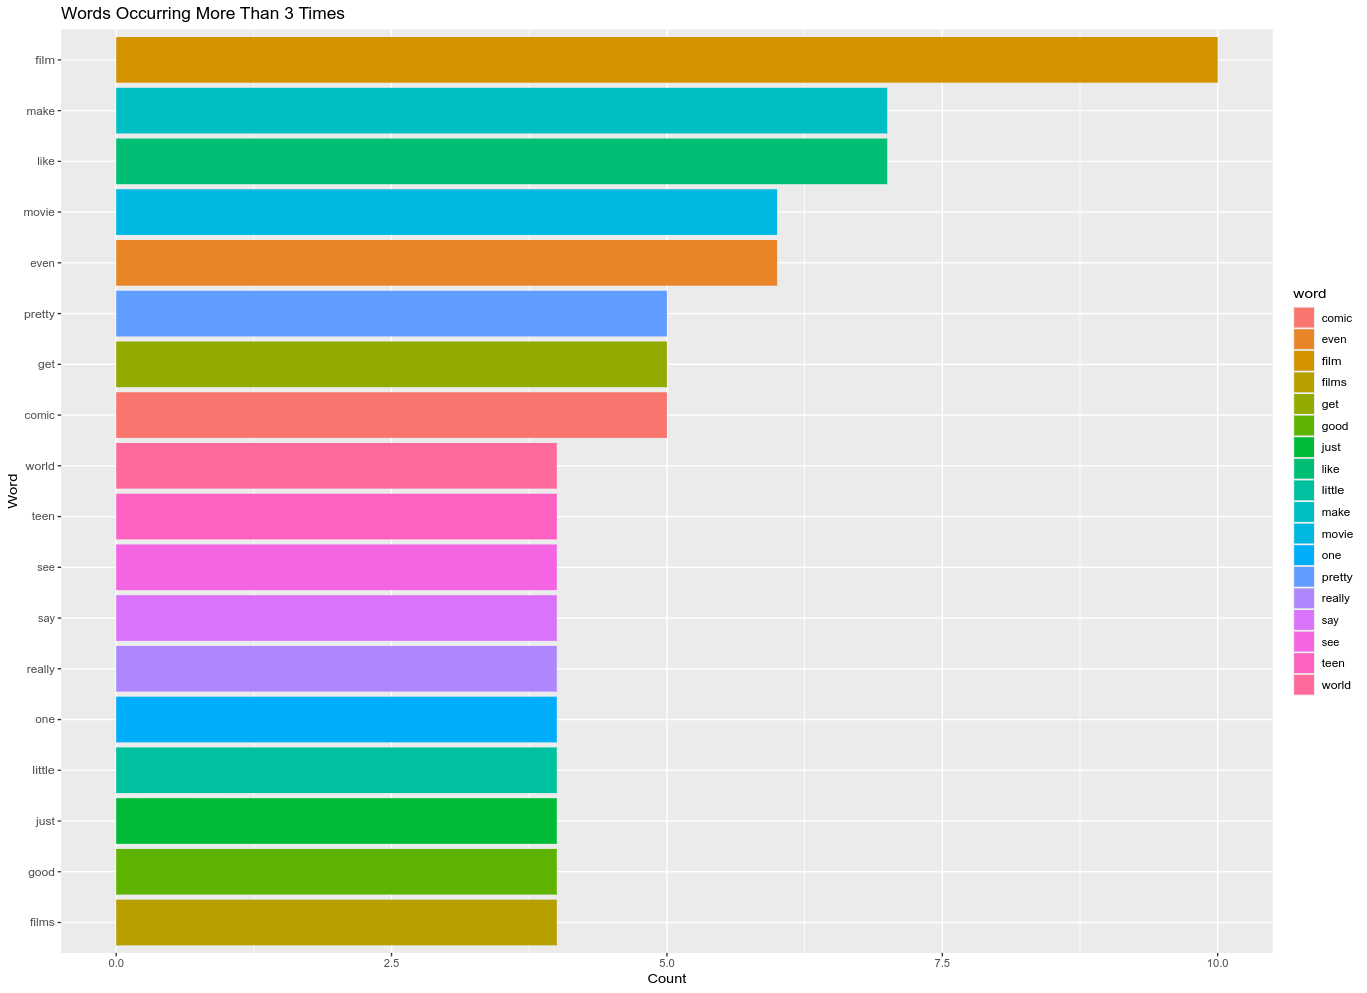 Words Occurring More Than 3 Times
film
make
like
movie
even
pretty
get
comic
world
teen
see
say
really
one
little
just
good
films
Word
0.0 2.5 5.0 7.5 10.0
Count
word
comic
even
film
films
get
good
just
like
little
make
movie
one
pretty
really
say
see
teen
world